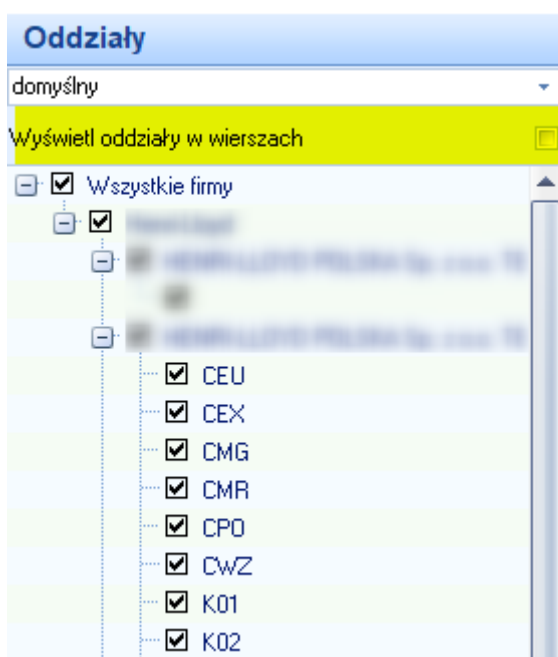 Oddziały
domyślny
Wyświetl oddziały w wierszach
Wszystkie firmy
CEU
CEX
CMG
CMR
CPO
CWZ
K01
K02